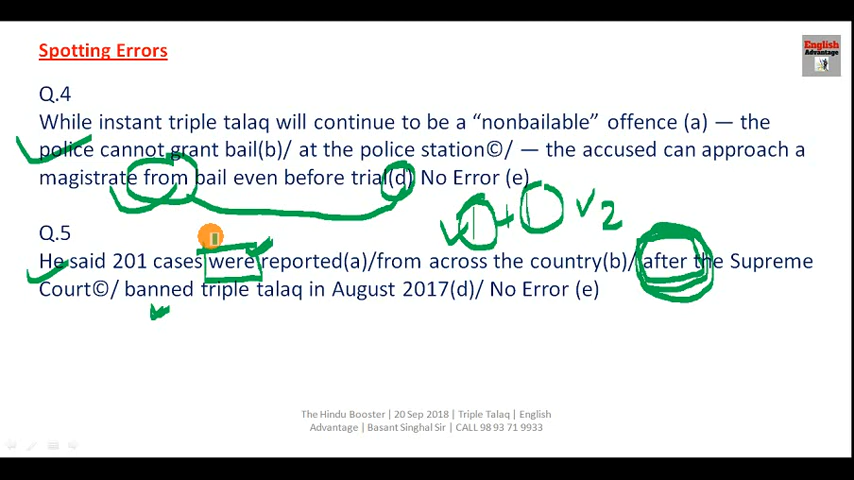 Spotting Errors
English
Advantage
Q.4
While instant triple talaq will continue to be a “nonbailable” offence (a) — the
police cannot grant bail(b)/ at the police station©/ — the accused can approach a
magistrate from bail even before trial(d) No Error (e)
V2
Q.5
He said 201 cases were reported(a)/from across the country(b)/ after the Supreme
Court©/ banned triple talaq in August 2017(d)/ No Error (e)
The Hindu Booster | 20 Sep 2018 | Triple Talaq | English
Advantage | Basant Singhal Sir | CALL 98 93 71 9933